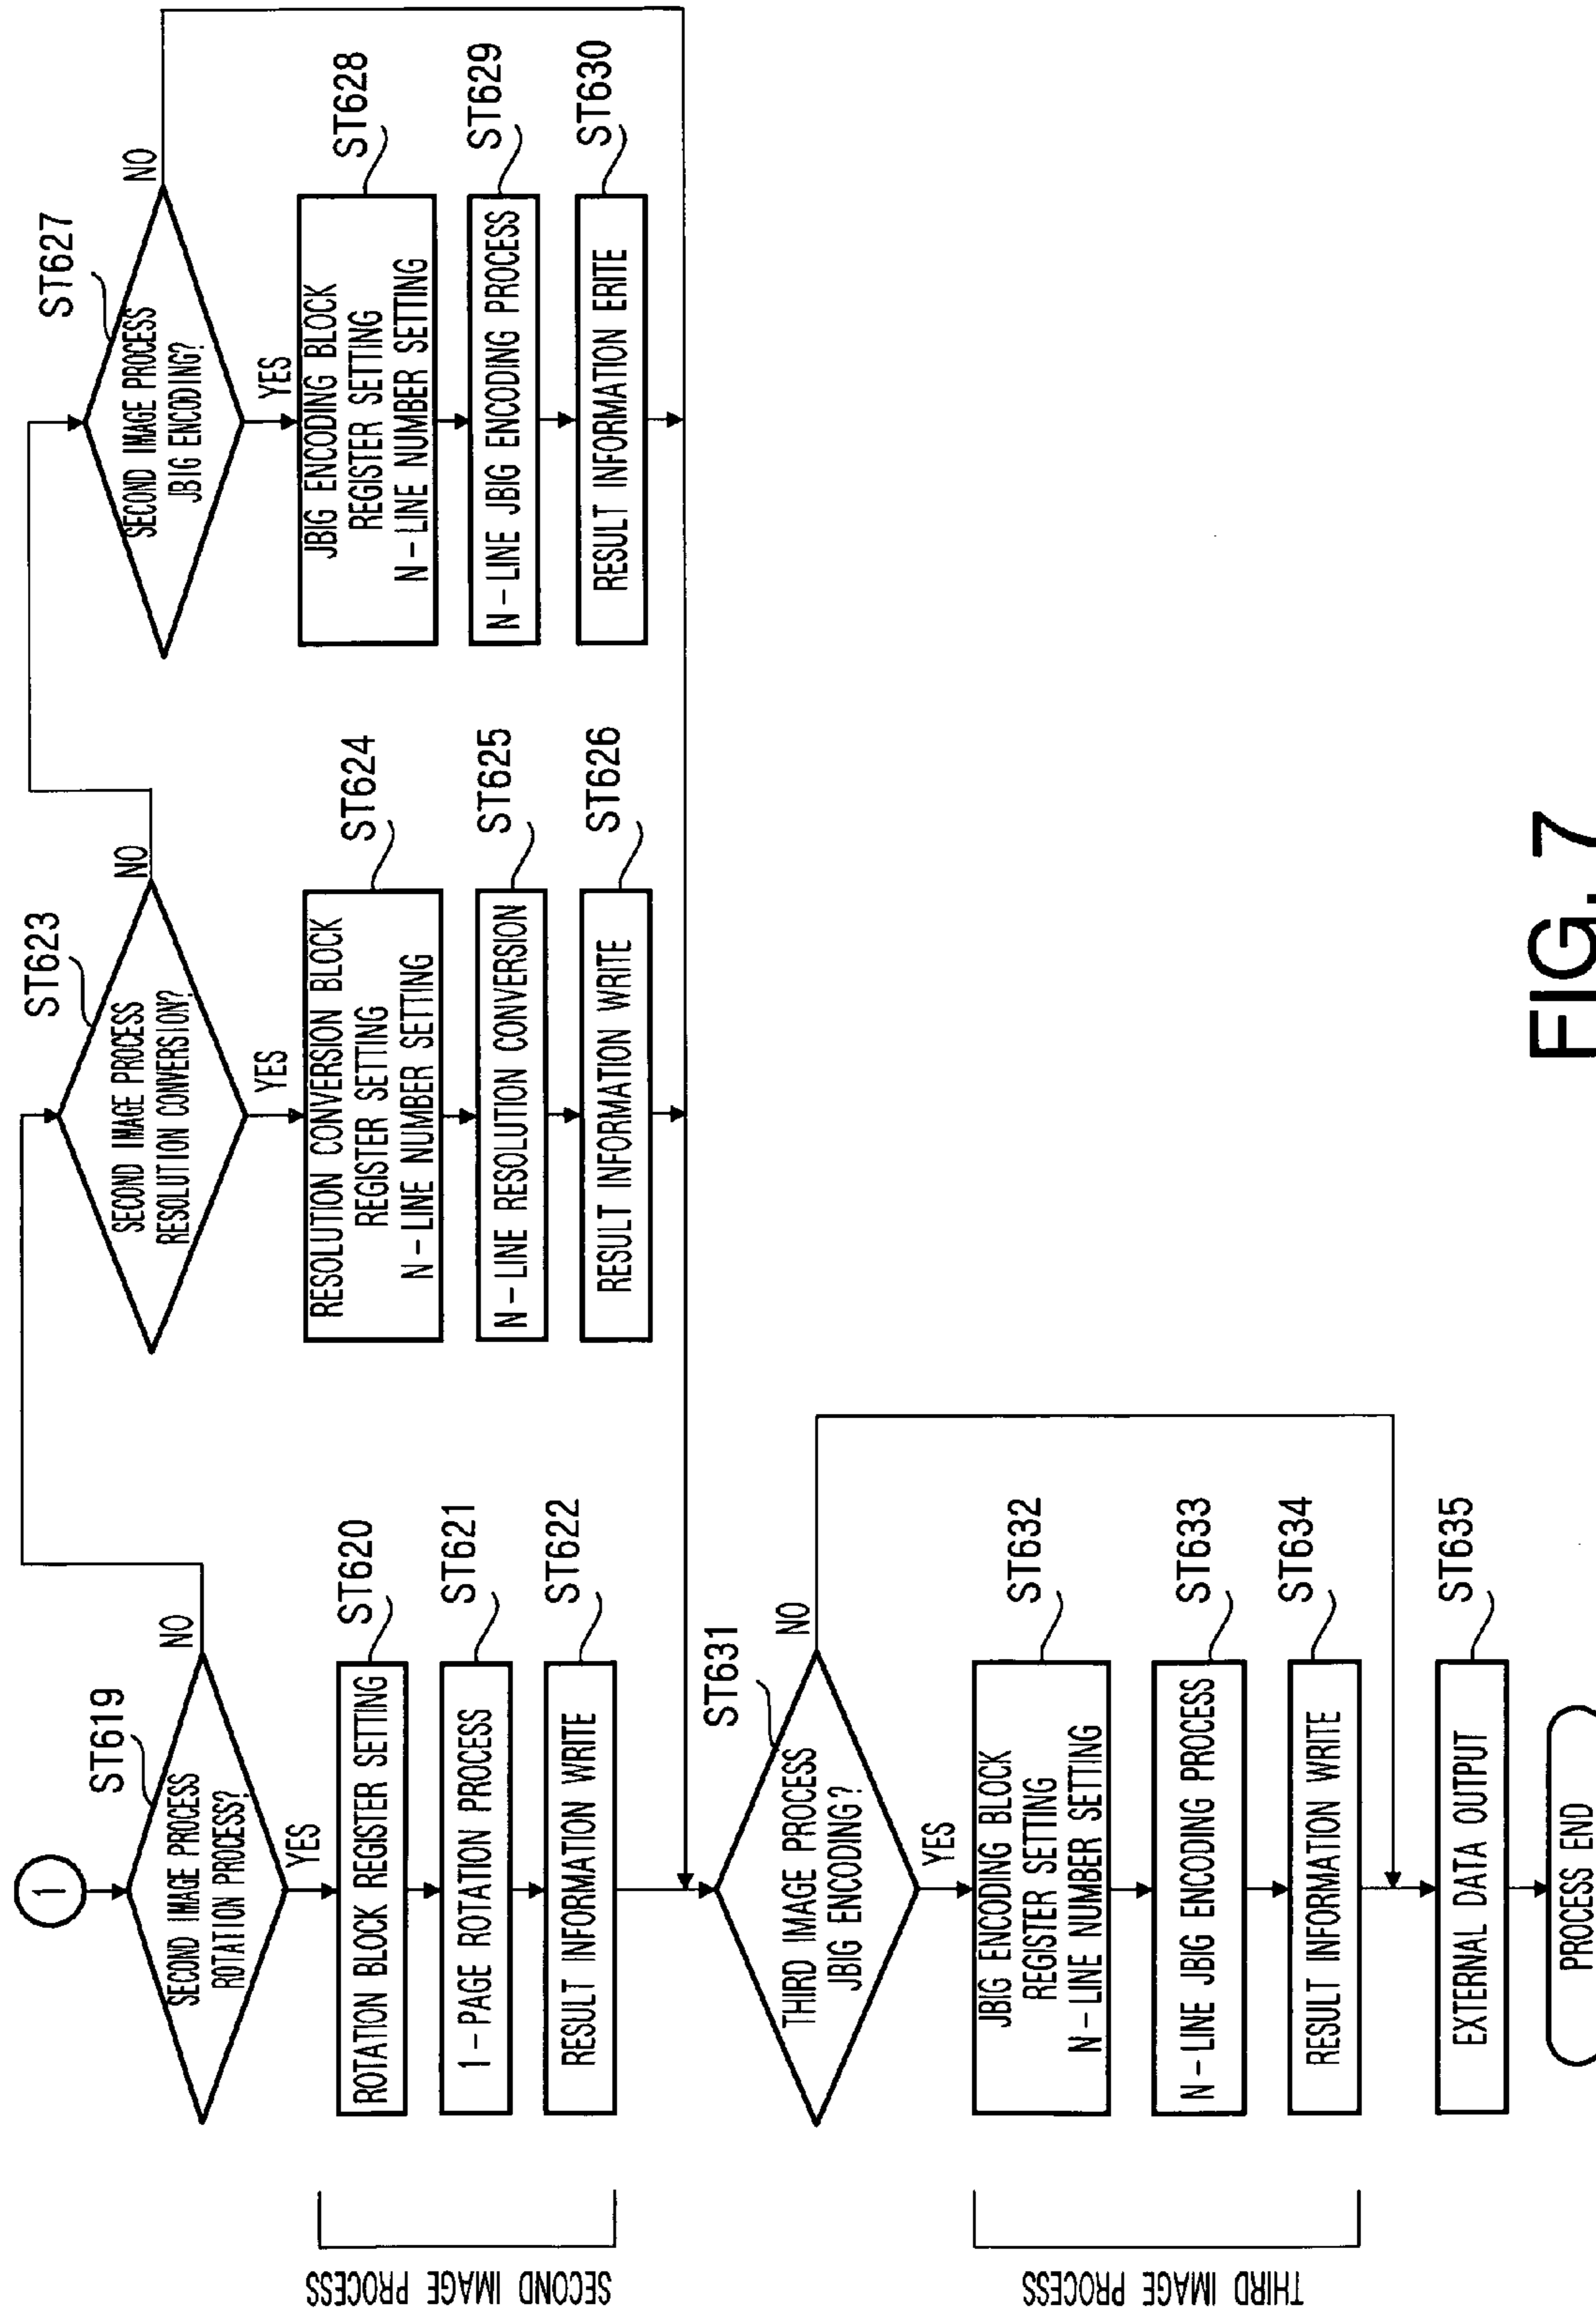 1
ST619
SECOND IMAGE PROCESS
ROTATION PROCESS?
NO
YES
ROTATION BLOCK REGISTER SETTING
ST620
1-PAGE ROTATION PROCESS
ST621
RESULT INFORMATION WRITE
ST622
SECOND IMAGE PROCESS
ST623
SECOND IMAGE PROCESS
RESOLUTION CONVERSION?
NO
YES
RESOLUTION CONVERSION BLOCK
REGISTER SETTING
N-LINE NUMBER SETTING
ST624
N-LINE RESOLUTION CONVERSION
ST625
RESULT INFORMATION WRITE
ST626
ST627
SECOND IMAGE PROCESS
JBIG ENCODING?
NO
YES
JBIG ENCODING BLOCK
REGISTER SETTING
N-LINE NUMBER SETTING
ST628
N-LINE JBIG ENCODING PROCESS
ST629
RESULT INFORMATION ERITE
ST630
ST631
THIRD IMAGE PROCESS
JBIG ENCODING?
NO
YES
JBIG ENCODING BLOCK
REGISTER SETTING
N-LINE NUMBER SETTING
ST632
N-LINE JBIG ENCODING PROCESS
ST633
RESULT INFORMATION WRITE
ST634
THIRD IMAGE PROCESS
EXTERNAL DATA OUTPUT
ST635
PROCESS END
FIG. 7